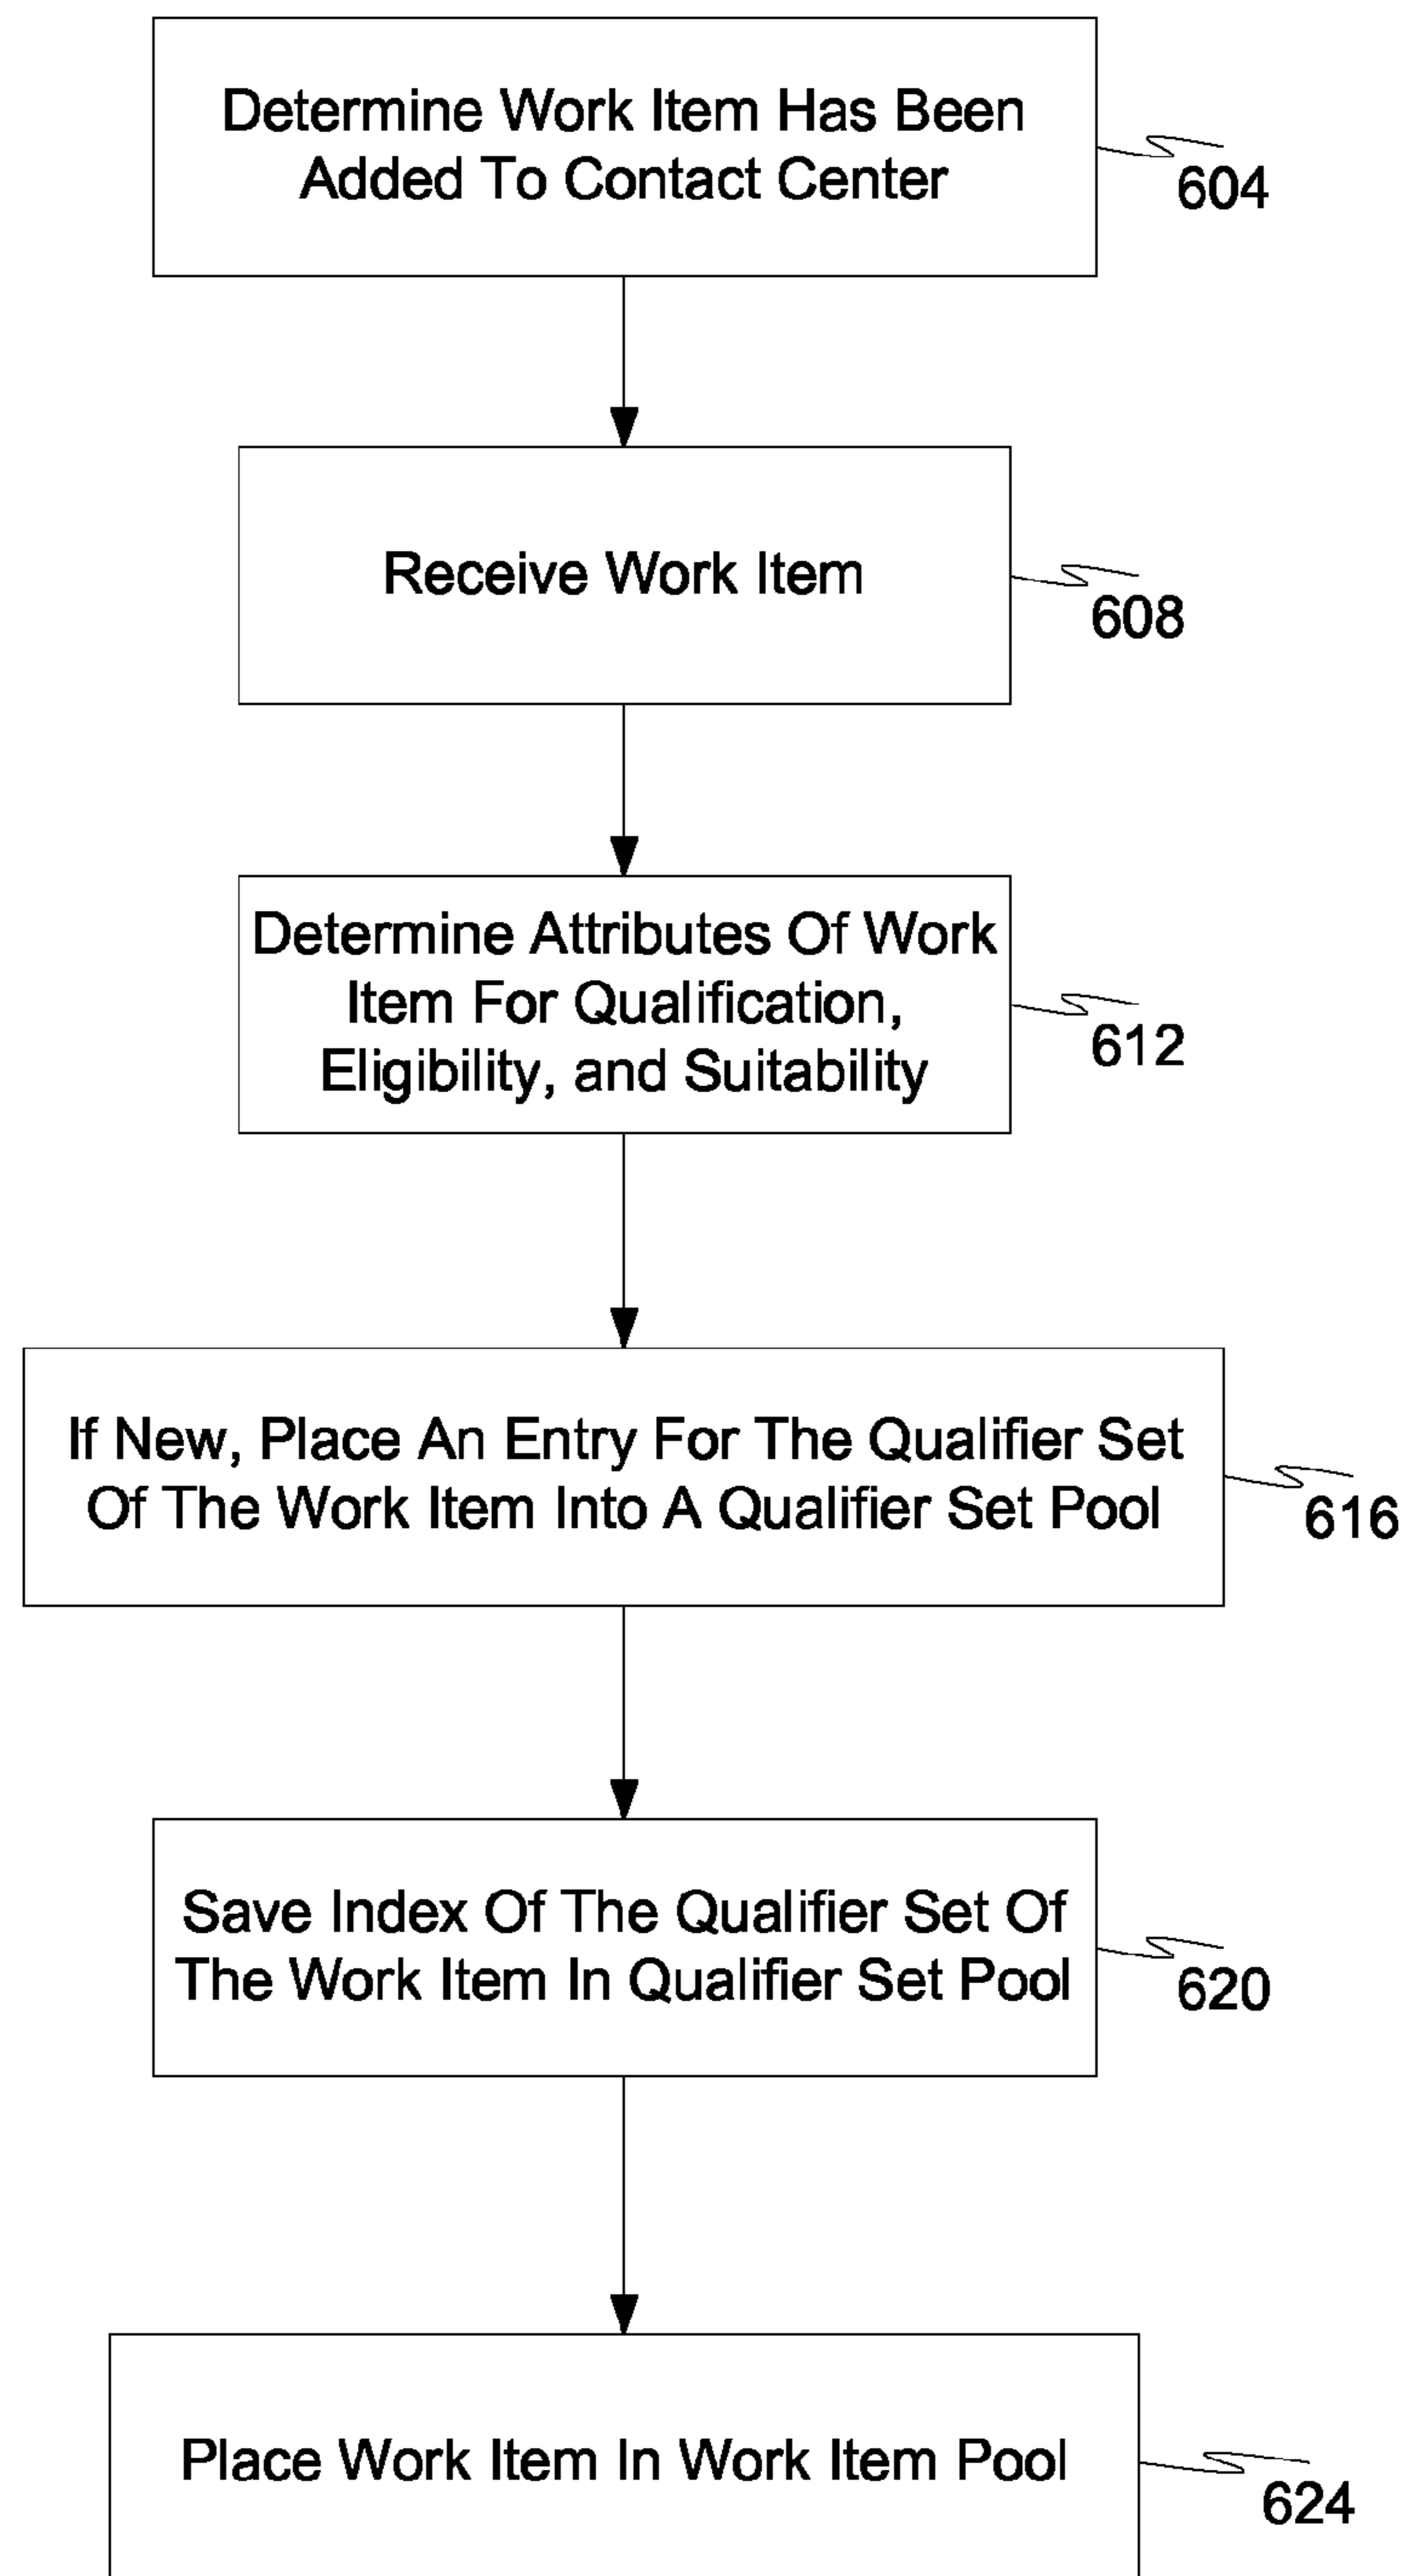 Determine Work Item Has Been
Added To Contact Center
604
Receive Work Item
608
Determine Attributes Of Work
Item For Qualification,
Eligibility, and Suitability
612
If New, Place An Entry For The Qualifier Set
Of The Work Item Into A Qualifier Set Pool
616
Save Index Of The Qualifier Set Of
The Work Item In Qualifier Set Pool
620
Place Work Item In Work Item Pool
624